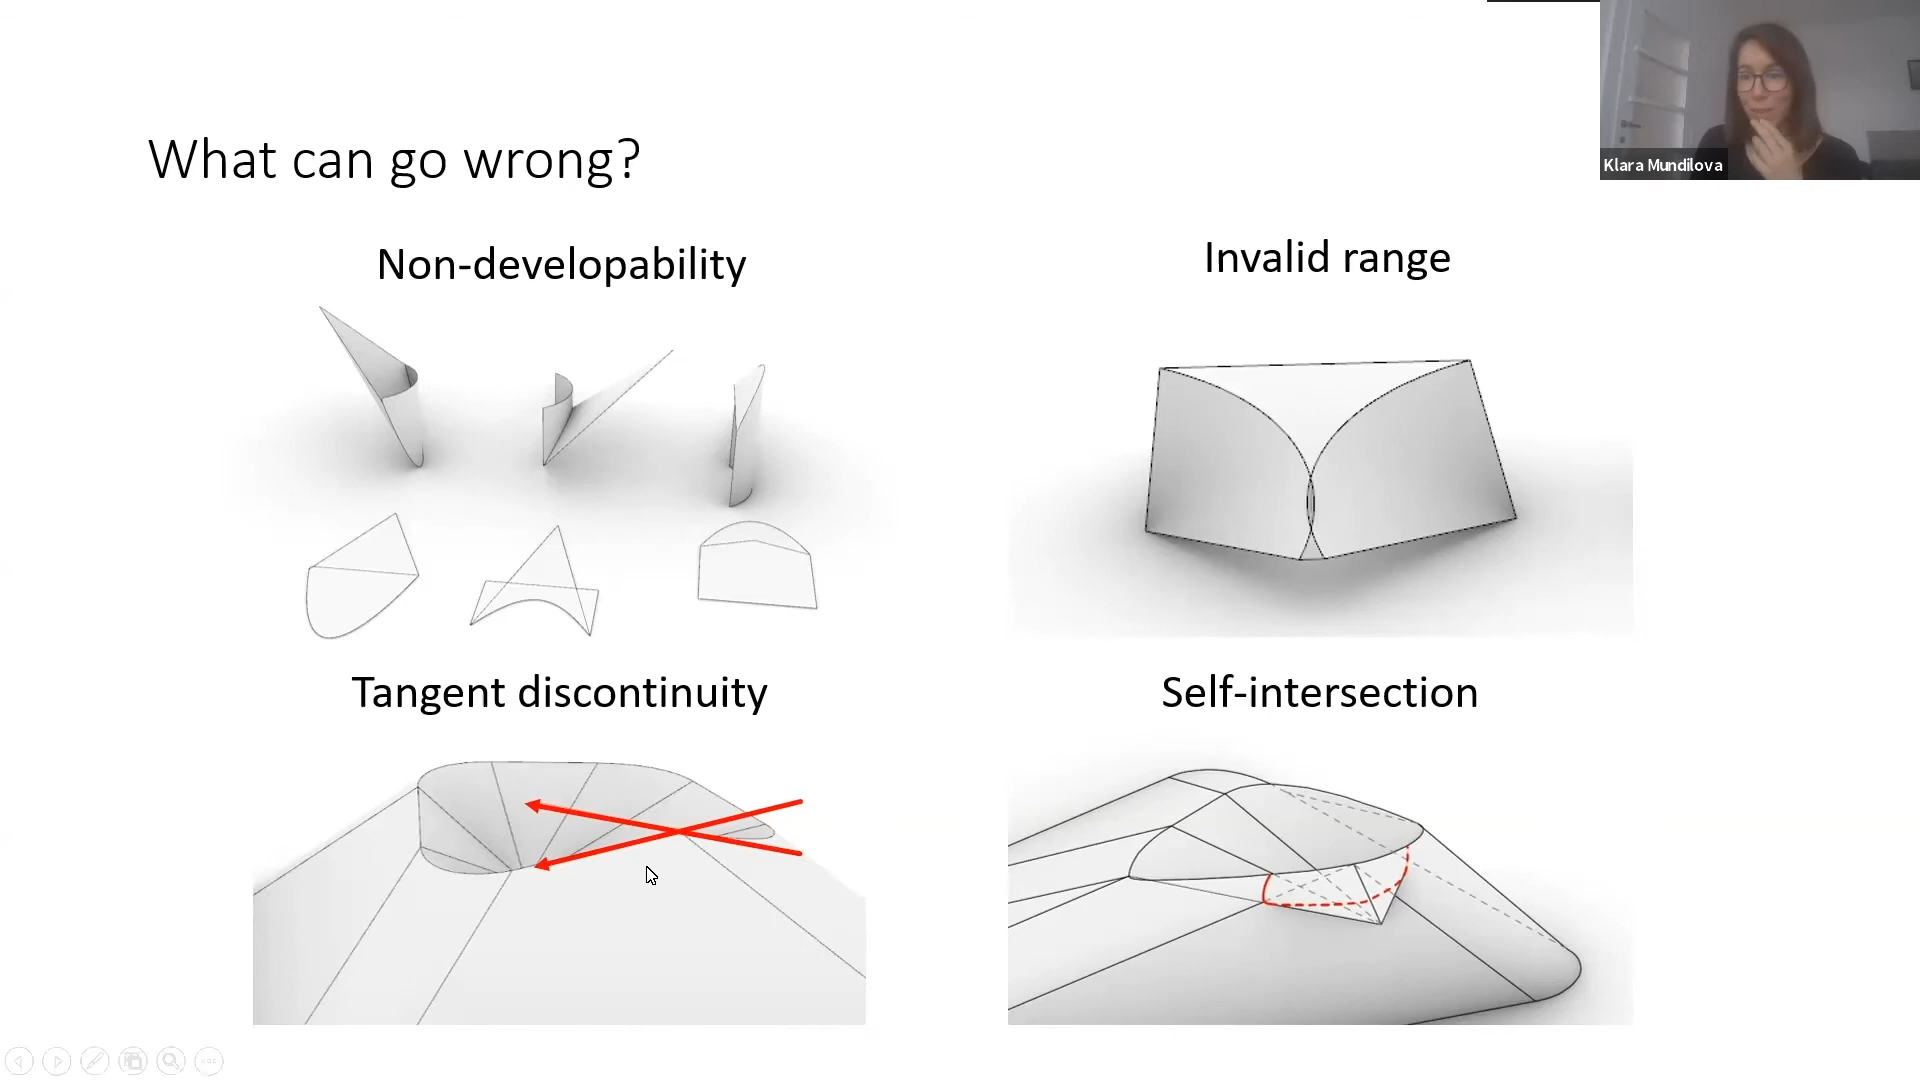 What can go wrong?
Klara Mundilova
Non-developability
Invalid range
Tangent discontinuity
Self-intersection